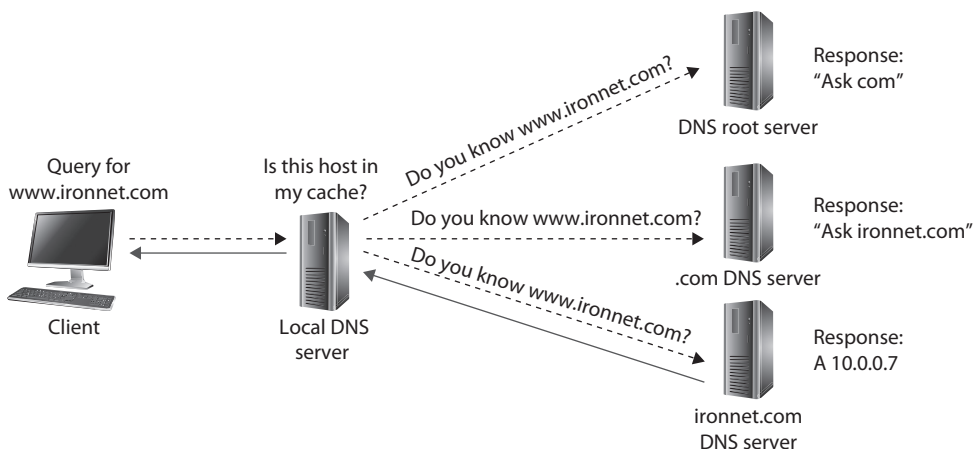 Query for
www.ironnet.com
Client
Is this host in
my cache?
Local DNS
server
Do you know www.ironnet.com?
DNS root server
Response:
“Ask com”
Do you know www.ironnet.com?
.com DNS server
Response:
“Ask ironnet.com”
Do you know www.ironnet.com?
ironnet.com
DNS server
Response:
A 10.0.0.7